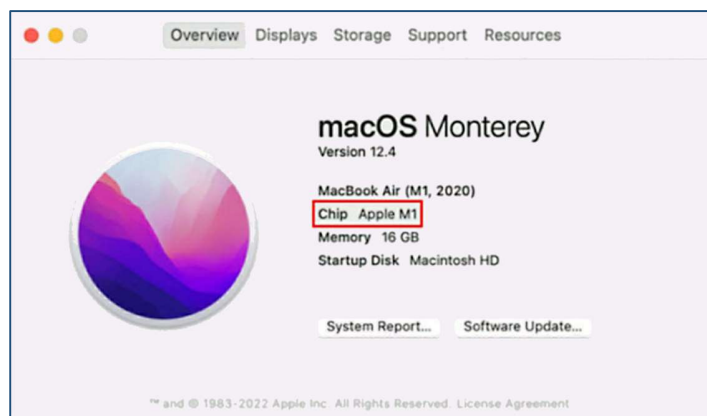 Overview Displays Storage Support Resources
macOS Monterey
Version 12.4
MacBook Air (M1, 2020)
Chip Apple M1
Memory 16 GB
Startup Disk Macintosh HD
System Report... Software Update...
™ and © 1983-2022 Apple Inc. All Rights Reserved. License Agreement